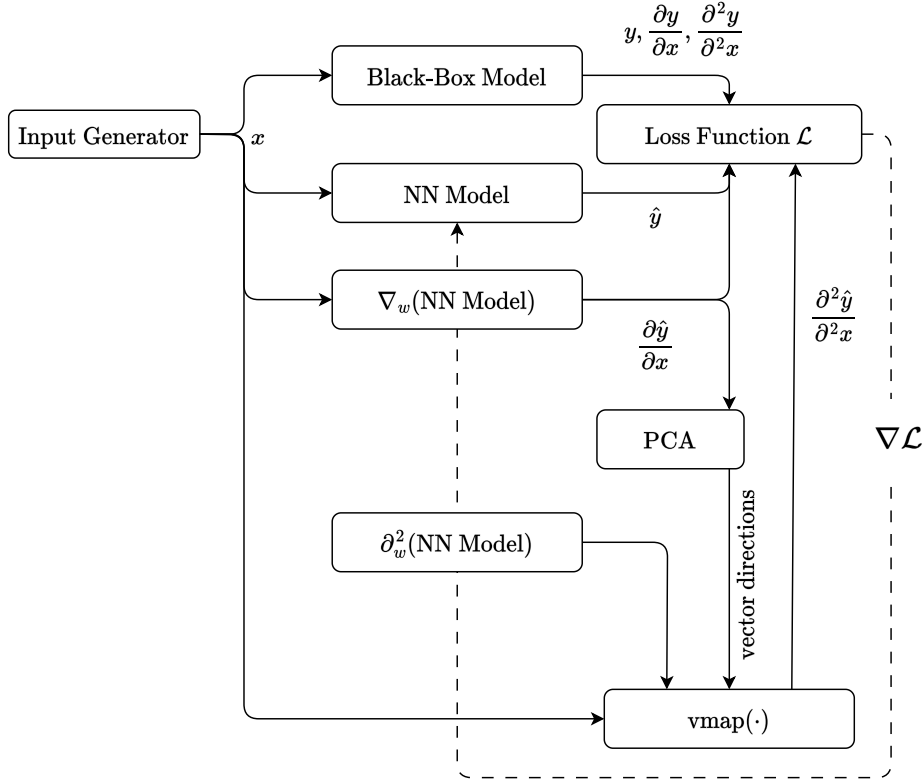 y, ∂y/∂x, ∂²y/∂²x
Black-Box Model
Input Generator
x
Loss Function ℒ
NN Model
ŷ
∇_w(NN Model)
∂ŷ/∂x
∂²ŷ/∂²x
PCA
∇ℒ
vector directions
∂²_w(NN Model)
vmap(·)